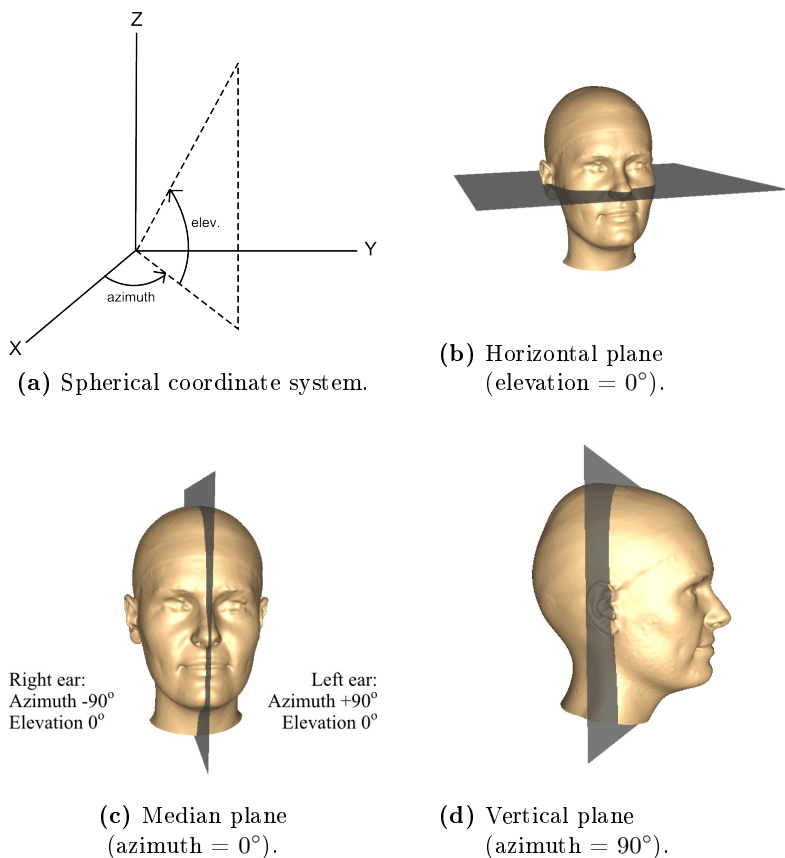 Z
elev.
Y
azimuth
X
(a) Spherical coordinate system.
(b) Horizontal plane
(elevation = 0°).
Right ear:
Azimuth -90°
Elevation 0°
Left ear:
Azimuth +90°
Elevation 0°
(c) Median plane
(azimuth = 0°).
(d) Vertical plane
(azimuth = 90°).